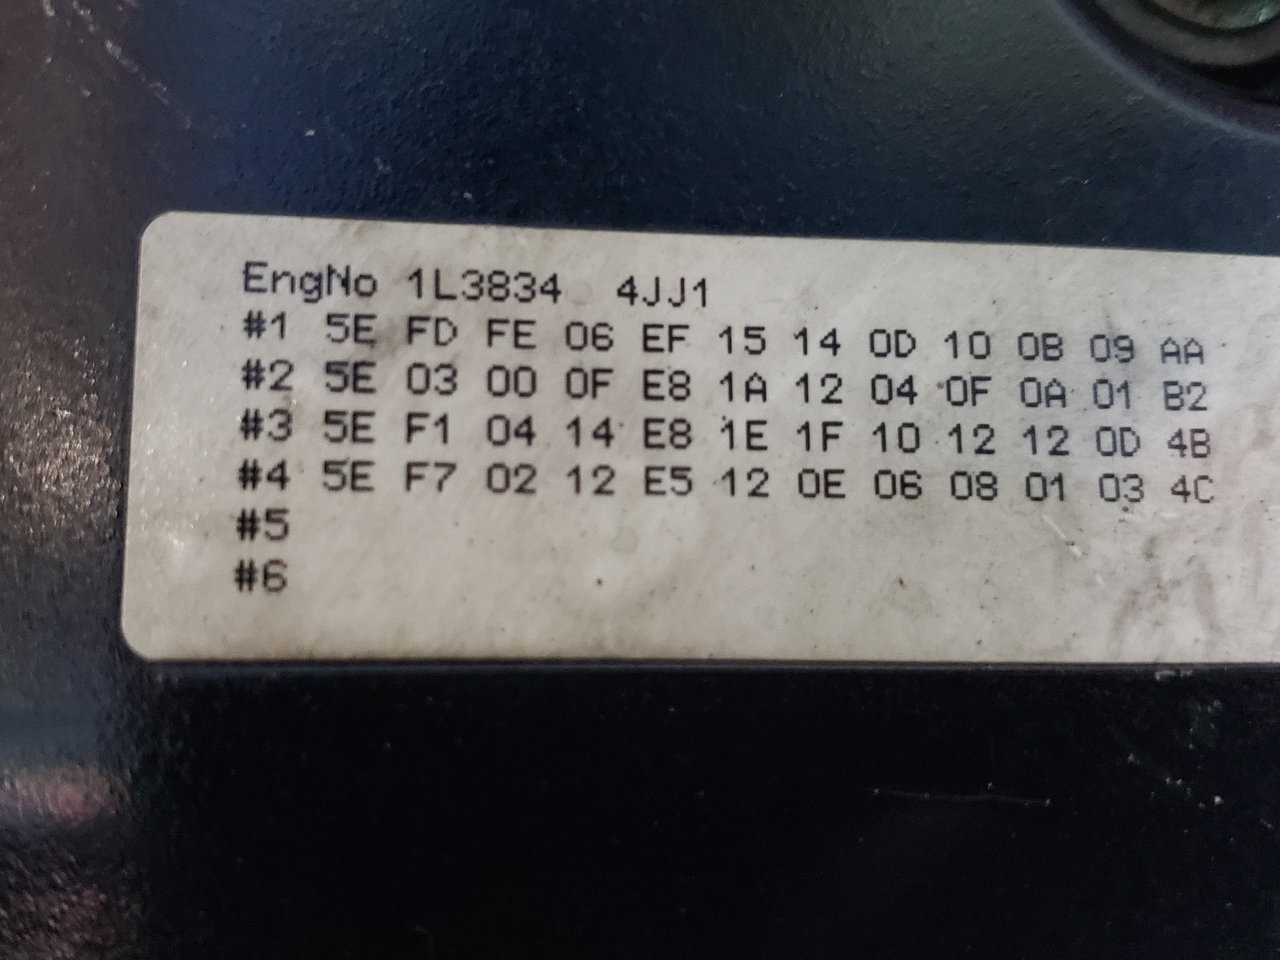 EngNo 1L3834 4JJ1
#1 5E FD FE 06 EF 15 14 0D 10 0B 09 AA
#2 5E 03 00 0F E8 1A 12 04 0F 0A 01 B2
#3 5E F1 04 14 E8 1E 1F 10 12 12 0D 4B
#4 5E F7 02 12 E5 12 0E 06 08 01 03 4C
#5
#6